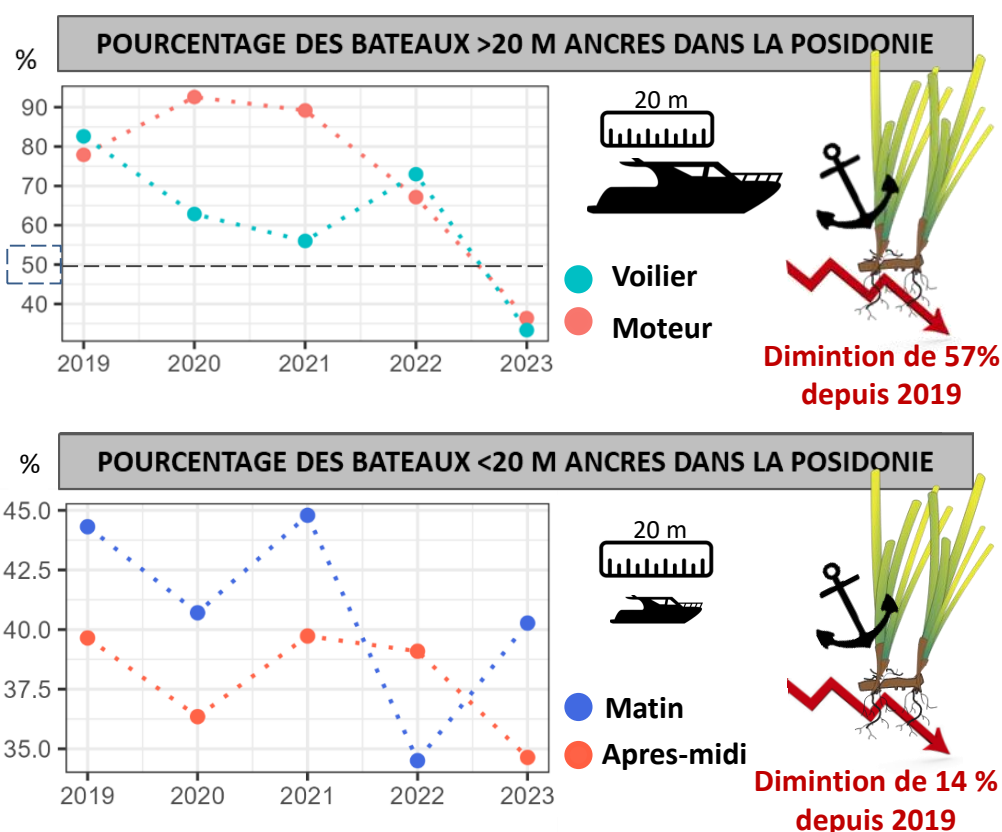 POURCENTAGE DES BATEAUX >20 M ANCRES DANS LA POSIDONIE
%
90
80
70
60
50
40
2019 2020 2021 2022 2023
20 m
Voilier
Moteur
Dimintion de 57%
depuis 2019
POURCENTAGE DES BATEAUX <20 M ANCRES DANS LA POSIDONIE
%
45.0
42.5
40.0
37.5
35.0
2019 2020 2021 2022 2023
20 m
Matin
Apres-midi
Dimintion de 14 %
depuis 2019